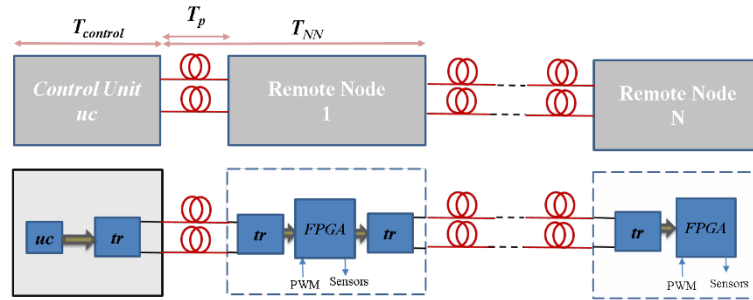 T_control T_p T_NN
Control Unit
uc
Remote Node
1
Remote Node
N
uc tr tr FPGA tr tr FPGA
PWM Sensors PWM Sensors